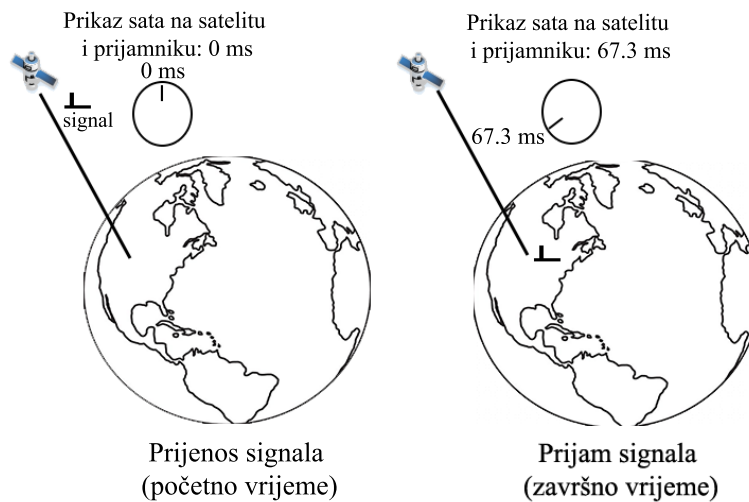 Prikaz sata na satelitu
i prijamniku: 0 ms
0 ms
signal
Prijenos signala
(početno vrijeme)
Prikaz sata na satelitu
i prijamniku: 67.3 ms
67.3 ms
Prijam signala
(završno vrijeme)